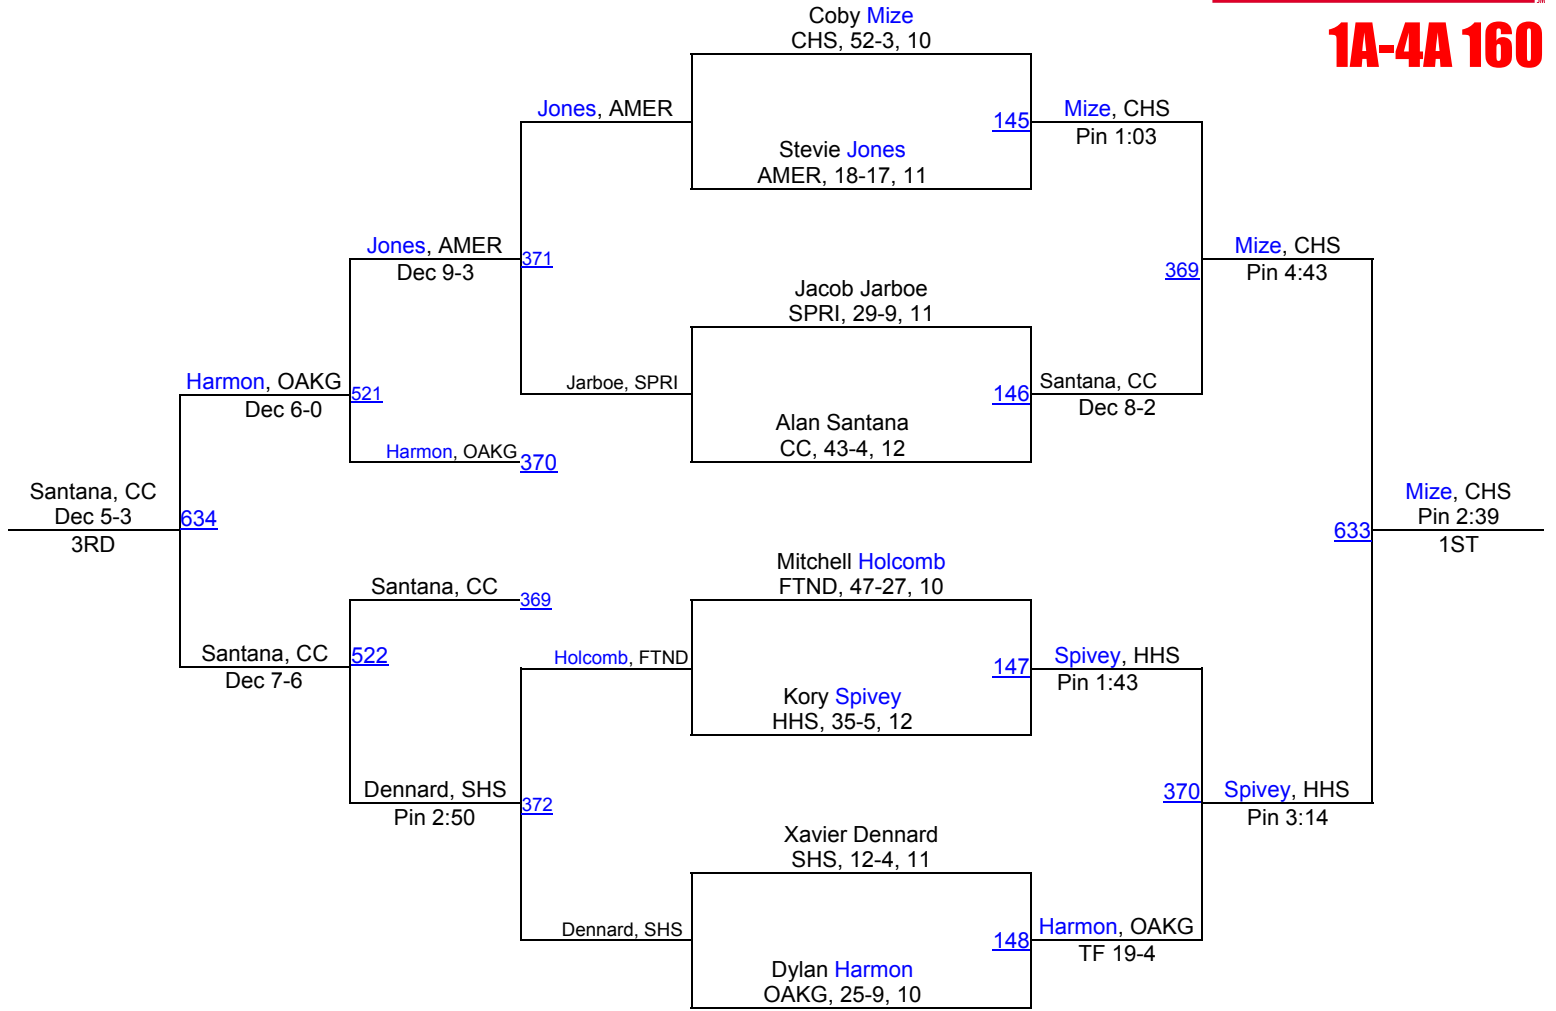 1A-4A 160
Coby Mize
CHS, 52-3, 10
Jones, AMER
145
Mize, CHS
Pin 1:03
Stevie Jones
AMER, 18-17, 11
Jones, AMER
Dec 9-3
371
369
Mize, CHS
Pin 4:43
Jacob Jarboe
SPRI, 29-9, 11
Harmon, OAKG
Dec 6-0
521
Jarboe, SPRI
146
Santana, CC
Dec 8-2
Alan Santana
CC, 43-4, 12
Harmon, OAKG
370
Santana, CC
Dec 5-3
3RD
634
633
Mize, CHS
Pin 2:39
1ST
Mitchell Holcomb
FTND, 47-27, 10
Santana, CC
369
Santana, CC
Dec 7-6
522
Holcomb, FTND
147
Spivey, HHS
Pin 1:43
Kory Spivey
HHS, 35-5, 12
Dennard, SHS
Pin 2:50
372
370
Spivey, HHS
Pin 3:14
Xavier Dennard
SHS, 12-4, 11
Dennard, SHS
148
Harmon, OAKG
TF 19-4
Dylan Harmon
OAKG, 25-9, 10